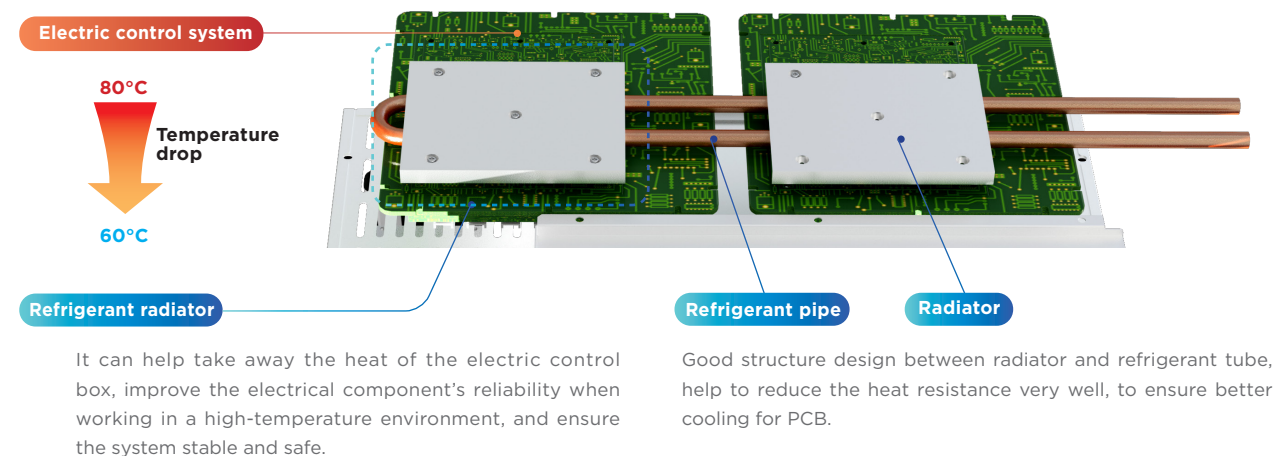 Electric control system
80°C
Temperature
drop
60°C
Refrigerant radiator
Refrigerant pipe
Radiator
It can help take away the heat of the electric control
box, improve the electrical component's reliability when
working in a high-temperature environment, and ensure
the system stable and safe.
Good structure design between radiator and refrigerant tube,
help to reduce the heat resistance very well, to ensure better
cooling for PCB.